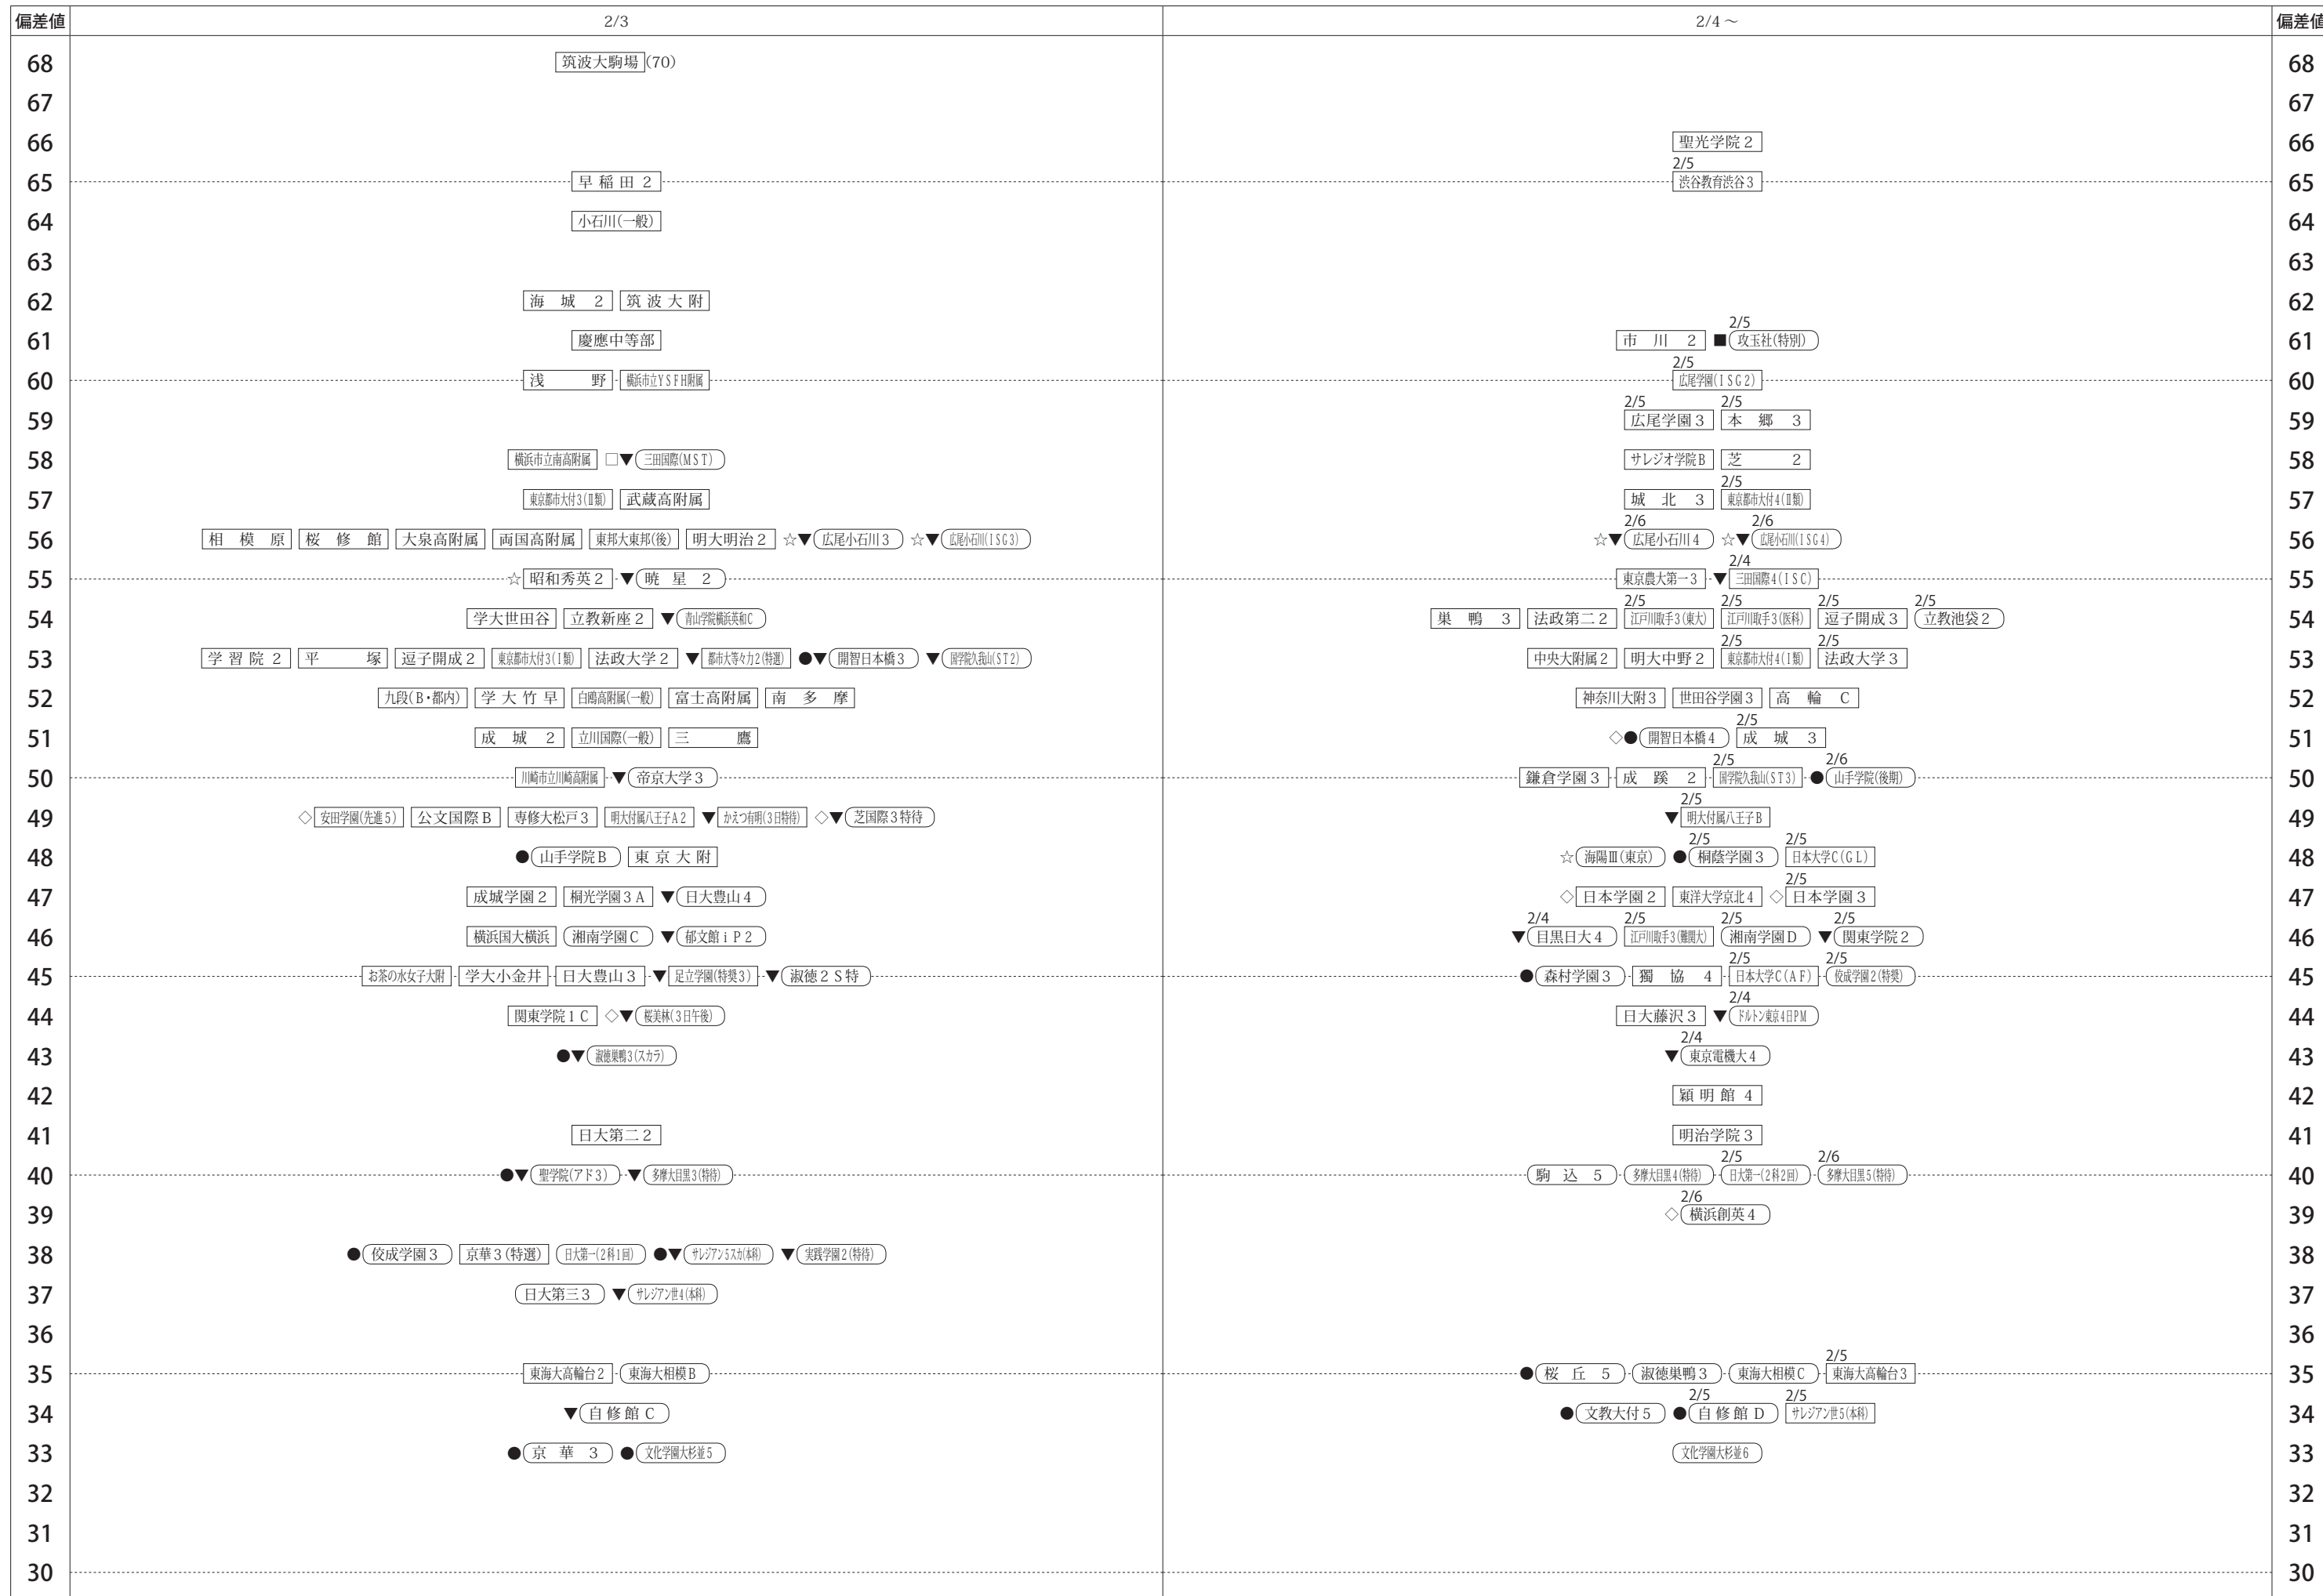 偏差値 2/3 2/4～ 偏差値
68 筑波大駒場(70) 68
67 67
66 聖光学院2 66
2/5
65 早稲田2 渋谷教育渋谷3 65
64 小石川(一般) 64
63 63
62 海城2 筑波大附 62
2/5
61 慶應中等部 市川2 ■攻玉社(特別) 61
2/5
60 浅野 横浜市立YSFH附属 広尾学園(ISG2) 60
2/5 2/5
59 広尾学園3 本郷3 59
58 横浜市立南高附属 □▼三田国際(MST) サレジオ学院B 芝2 58
2/5
57 東京都市大付3(Ⅱ類) 武蔵高附属 城北3 東京都市大付4(Ⅱ類) 57
2/6 2/6
56 相模原 桜修館 大泉高附属 両国高附属 東邦大東邦(後) 明大明治2 ☆▼広尾小石川3 ☆▼広尾小石川(ISG3) ☆▼広尾小石川4 ☆▼広尾小石川(ISG4) 56
2/4
55 ☆昭和秀英2 ▼暁星2 東京農大第一3 ▼三田国際4(ISC) 55
2/5 2/5 2/5 2/5
54 学大世田谷 立教新座2 ▼青山学院横浜英和C 巣鴨3 法政第二2 江戸川取手3(東大) 江戸川取手3(医科) 逗子開成3 立教池袋2 54
2/5 2/5
53 学習院2 平塚 逗子開成2 東京都市大付3(Ⅰ類) 法政大学2 ▼都市大等々力2(特選) ●▼開智日本橋3 ▼国学院久我山(ST2) 中央大附属2 明大中野2 東京都市大付4(Ⅰ類) 法政大学3 53
52 九段(B・都内) 学大竹早 白鷗高附属(一般) 富士高附属 南多摩 神奈川大附3 世田谷学園3 高輪C 52
2/5
51 成城2 立川国際(一般) 三鷹 ◇●開智日本橋4 成城3 51
2/5 2/6
50 川崎市立川崎高附属 ▼帝京大学3 鎌倉学園3 成蹊2 国学院久我山(ST3) ●山手学院(後期) 50
2/5
49 ◇安田学園(先進5) 公文国際B 専修大松戸3 明大付属八王子A2 ▼かえつ有明(3日特待) ◇▼芝国際3特待 ▼明大付属八王子B 49
2/5 2/5
48 ●山手学院B 東京大附 ☆海陽Ⅲ(東京) ●桐蔭学園3 日本大学C(GL) 48
2/5
47 成城学園2 桐光学園3A ▼日大豊山4 ◇日本学園2 東洋大学京北4 ◇日本学園3 47
2/4 2/5 2/5 2/5
46 横浜国大横浜 湘南学園C ▼郁文館iP2 ▼目黒日大4 江戸川取手3(難関大) 湘南学園D ▼関東学院2 46
2/5 2/5
45 お茶の水女子大附 学大小金井 日大豊山3 ▼足立学園(特奨3) ▼淑徳2S特 ●森村学園3 獨協4 日本大学C(AF) 佼成学園2(特奨) 45
2/4
44 関東学院1C ◇▼桜美林(3日午後) 日大藤沢3 ▼ドルトン東京4日PM 44
2/4
43 ●▼淑徳巣鴨3(スカラ) ▼東京電機大4 43
42 穎明館4 42
41 日大第二2 明治学院3 41
2/5 2/6
40 ●▼聖学院(アド3) ▼多摩大目黒3(特待) 駒込5 多摩大目黒4(特待) 日大第一(2科2回) 多摩大目黒5(特待) 40
2/6
39 ◇横浜創英4 39
38 ●佼成学園3 京華3(特選) 日大第一(2科1回) ●▼サレジアン5スカ(本科) ▼実践学園2(特待) 38
37 日大第三3 ▼サレジアン世4(本科) 37
36 36
2/5
35 東海大高輪台2 東海大相模B ●桜丘5 淑徳巣鴨3 東海大相模C 東海大高輪台3 35
2/5 2/5
34 ▼自修館C ●文教大付5 ●自修館D サレジアン世5(本科) 34
33 ●京華3 ●文化学園大杉並5 文化学園大杉並6 33
32 32
31 31
30 30